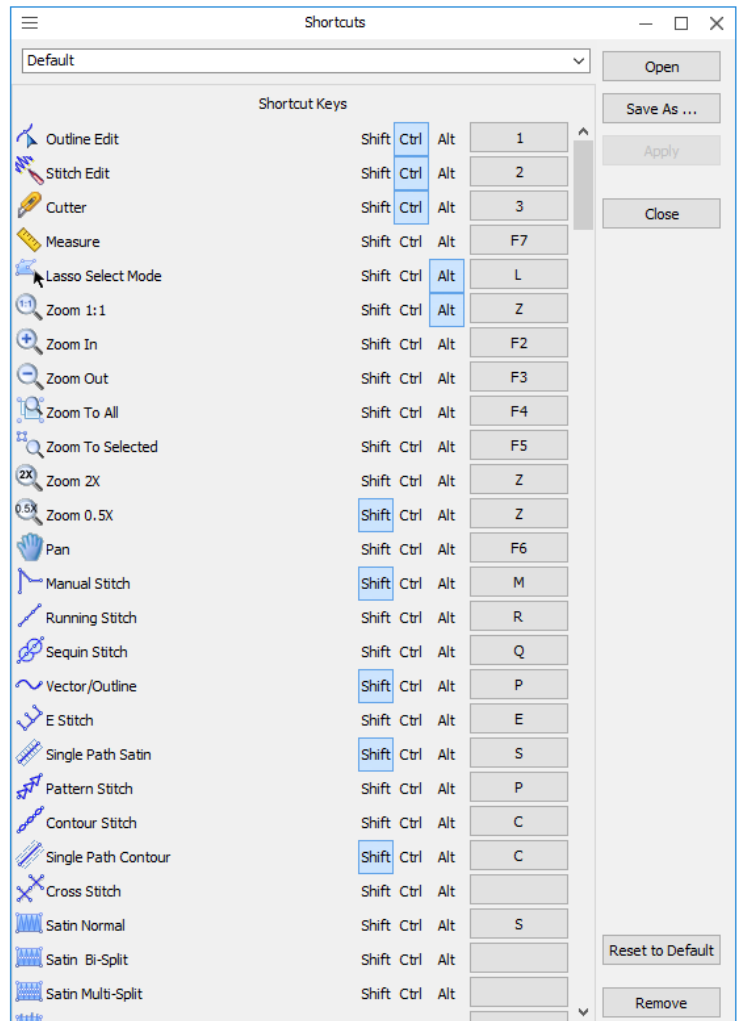 Shortcuts
Default
Open
Shortcut Keys
Save As ...
Outline Edit Shift Ctrl Alt 1
Apply
Stitch Edit Shift Ctrl Alt 2
Cutter Shift Ctrl Alt 3
Close
Measure Shift Ctrl Alt F7
Lasso Select Mode Shift Ctrl Alt L
1:1 Zoom 1:1 Shift Ctrl Alt Z
Zoom In Shift Ctrl Alt F2
Zoom Out Shift Ctrl Alt F3
Zoom To All Shift Ctrl Alt F4
Zoom To Selected Shift Ctrl Alt F5
2X Zoom 2X Shift Ctrl Alt Z
0.5X Zoom 0.5X Shift Ctrl Alt Z
Pan Shift Ctrl Alt F6
Manual Stitch Shift Ctrl Alt M
Running Stitch Shift Ctrl Alt R
Sequin Stitch Shift Ctrl Alt Q
Vector/Outline Shift Ctrl Alt P
E Stitch Shift Ctrl Alt E
Single Path Satin Shift Ctrl Alt S
Pattern Stitch Shift Ctrl Alt P
Contour Stitch Shift Ctrl Alt C
Single Path Contour Shift Ctrl Alt C
Cross Stitch Shift Ctrl Alt
Satin Normal Shift Ctrl Alt S
Reset to Default
Satin Bi-Split Shift Ctrl Alt
Satin Multi-Split Shift Ctrl Alt
Remove